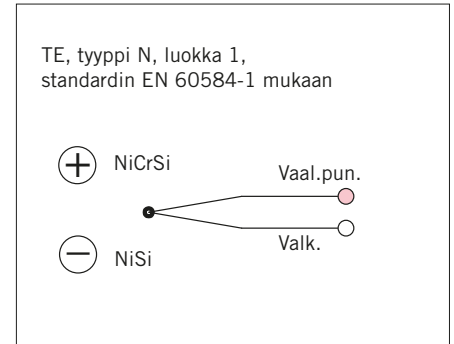 TE, tyyppi N, luokka 1,
standardin EN 60584-1 mukaan
NiCrSi
Vaal.pun.
NiSi
Valk.